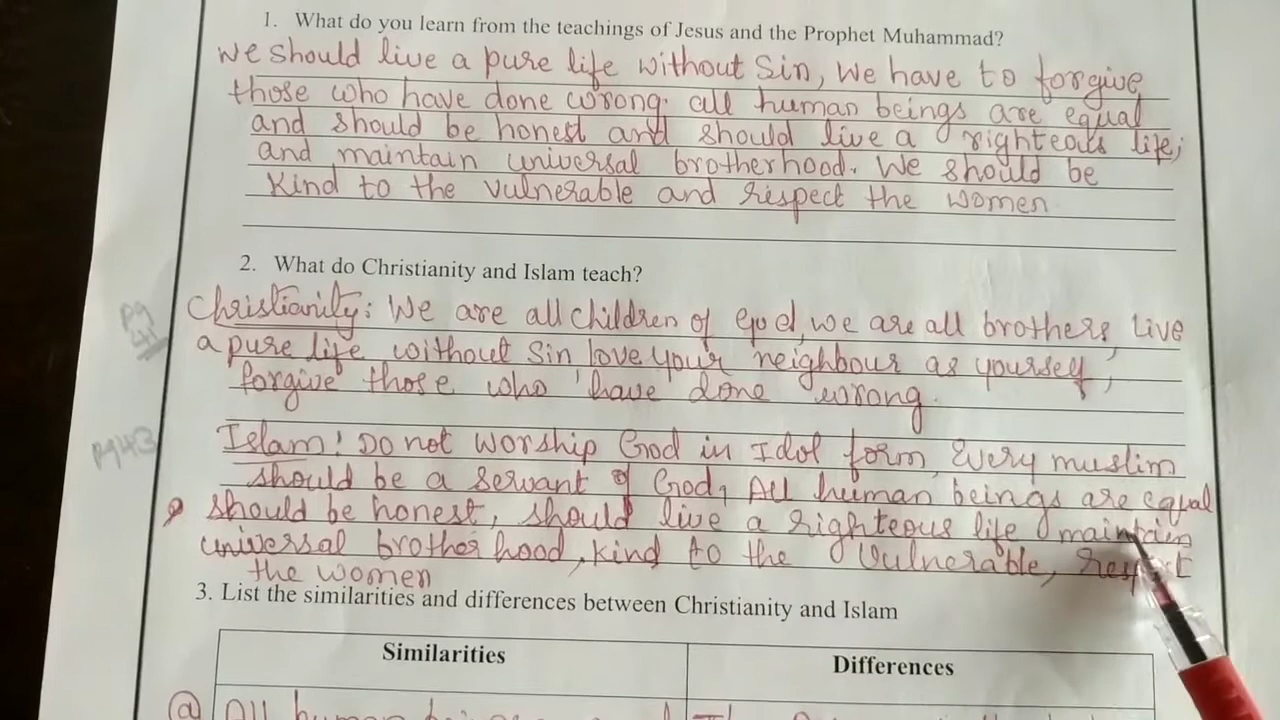 1. What do you learn from the teachings of Jesus and the Prophet Muhammad?
We should live a pure life without Sin, We have to forgive
those who have done wrong. all human beings are equal
and should be honest and should live a righteous life,
and maintain universal brotherhood. We should be
Kind to the vulnerable and respect the women
2. What do Christianity and Islam teach?
Christianity: We are all children of God, we are all brothers, live
a pure life without Sin love your neighbour as yourself,
forgive those who have done wrong.
Islam: Do not worship God in Idol form, Every muslim
Pg43
should be a Servant of God, All human beings are equal
should be honest, should live a righteous life maintain
universal brotherhood, kind to the Vulnerable, respect
the women
3. List the similarities and differences between Christianity and Islam
Similarities
Differences
a All human beings